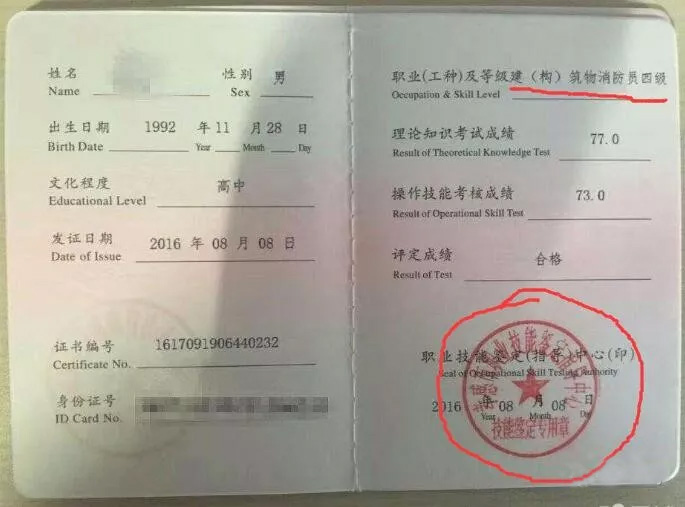 姓名 性别 男
Name Sex
出生日期 1992 年 11 月 28 日
Birth Date Year Month Day
文化程度 高中
Educational Level
发证日期 2016 年 08 月 08 日
Date of Issue
证书编号 1617091906440232
Certificate No.
身份证号
ID Card No.
职业(工种)及等级 建（构）筑物消防员四级
Occupation & Skill Level
理论知识考试成绩 77.0
Result of Theoretical Knowledge Test
操作技能考核成绩 73.0
Result of Operational Skill Test
评定成绩 合格
Result of Test
职业技能鉴定(指导)中心(印)
Seal of Occupational Skill Testing Authority
2016 年 08 月 08 日
Year Month Day
技能鉴定专用章